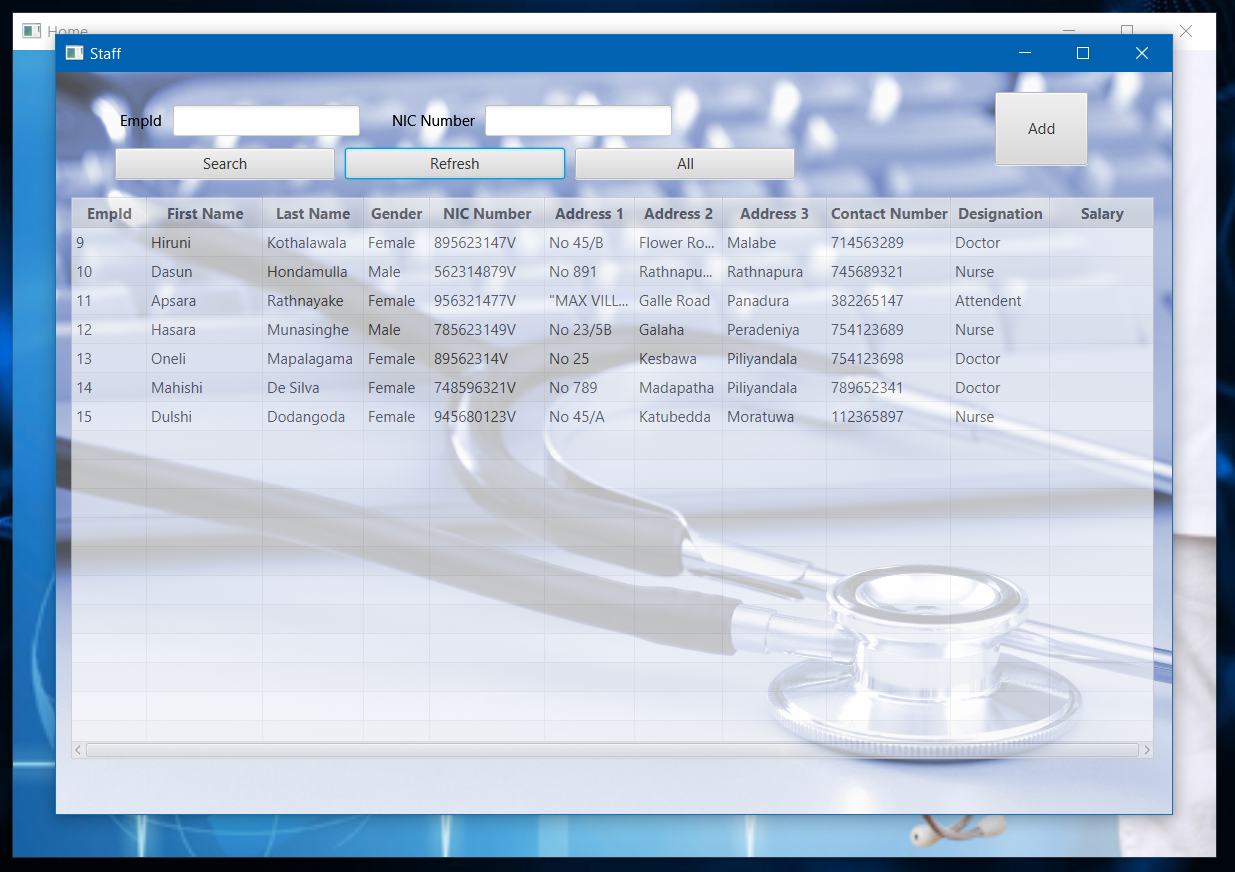 Home
Staff
EmpId NIC Number Add
Search Refresh All
EmpId First Name Last Name Gender NIC Number Address 1 Address 2 Address 3 Contact Number Designation Salary
9 Hiruni Kothalawala Female 895623147V No 45/B Flower Ro... Malabe 714563289 Doctor
10 Dasun Hondamulla Male 562314879V No 891 Rathnapu... Rathnapura 745689321 Nurse
11 Apsara Rathnayake Female 956321477V "MAX VILL... Galle Road Panadura 382265147 Attendent
12 Hasara Munasinghe Male 785623149V No 23/5B Galaha Peradeniya 754123689 Nurse
13 Oneli Mapalagama Female 89562314V No 25 Kesbawa Piliyandala 754123698 Doctor
14 Mahishi De Silva Female 748596321V No 789 Madapatha Piliyandala 789652341 Doctor
15 Dulshi Dodangoda Female 945680123V No 45/A Katubedda Moratuwa 112365897 Nurse